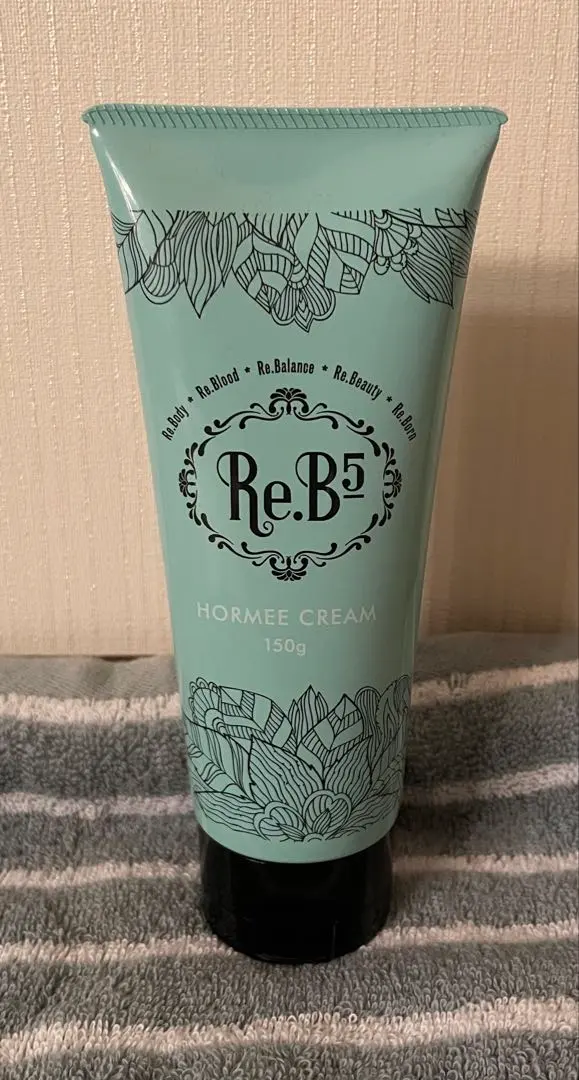 Re.Body * Re.Blood * Re.Balance * Re.Beauty * Re.Born
Re.B5
HORMEE CREAM
150g